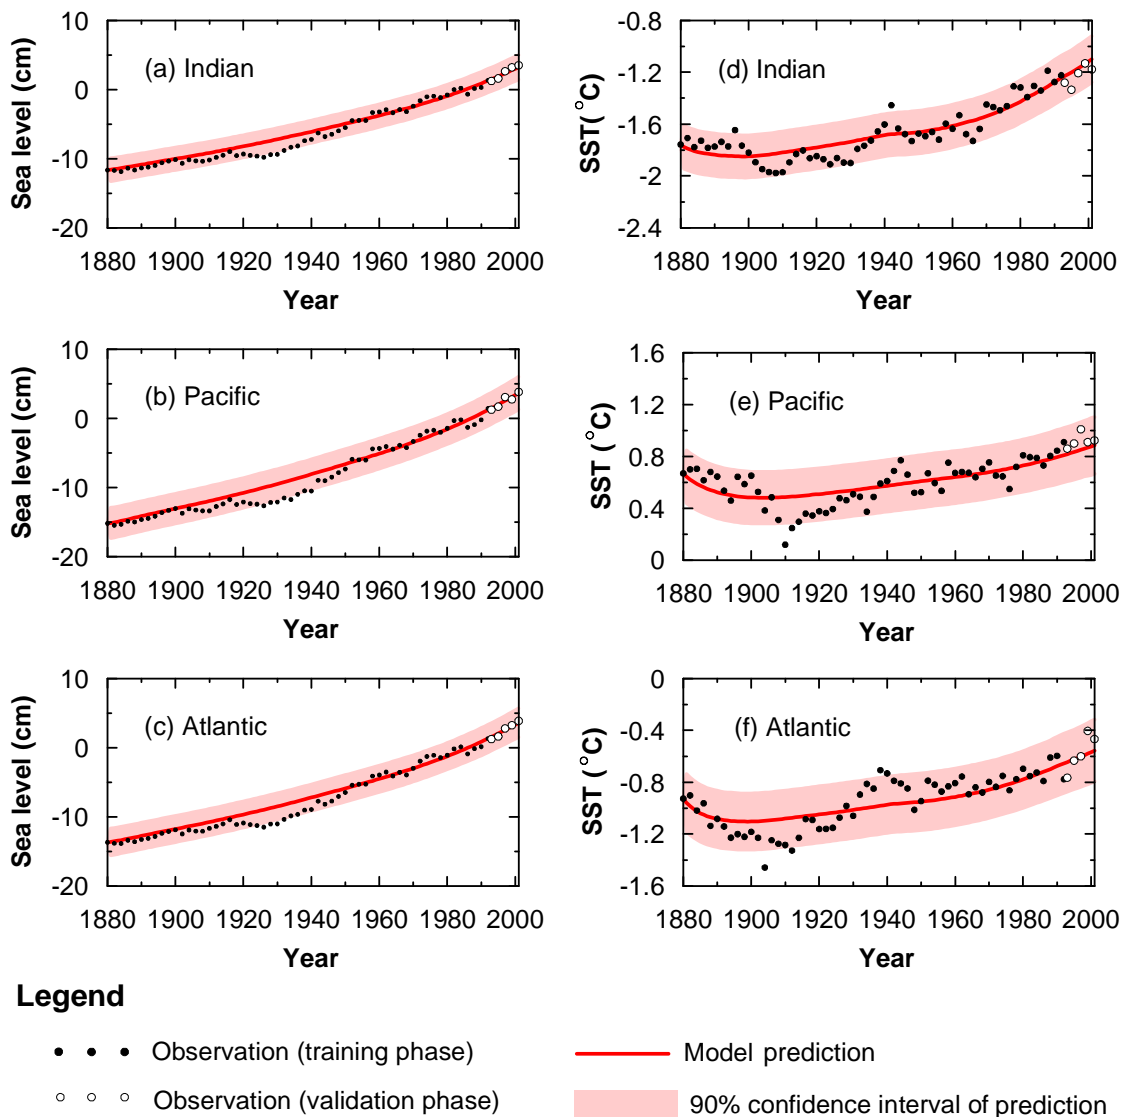 10
0
-10
-20
Sea level (cm)
(a) Indian
1880 1900 1920 1940 1960 1980 2000
Year
-0.8
-1.2
-1.6
-2
-2.4
SST(°C)
(d) Indian
1880 1900 1920 1940 1960 1980 2000
Year
10
0
-10
-20
Sea level (cm)
(b) Pacific
1880 1900 1920 1940 1960 1980 2000
Year
1.6
1.2
0.8
0.4
0
SST (°C)
(e) Pacific
1880 1900 1920 1940 1960 1980 2000
Year
10
0
-10
-20
Sea level (cm)
(c) Atlantic
1880 1900 1920 1940 1960 1980 2000
Year
0
-0.4
-0.8
-1.2
-1.6
SST (°C)
(f) Atlantic
1880 1900 1920 1940 1960 1980 2000
Year
Legend
Observation (training phase)
Model prediction
Observation (validation phase)
90% confidence interval of prediction